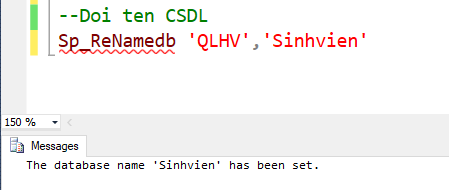 --Doi ten CSDL
Sp_ReNamedb 'QLHV','Sinhvien'
150 %
Messages
The database name 'Sinhvien' has been set.